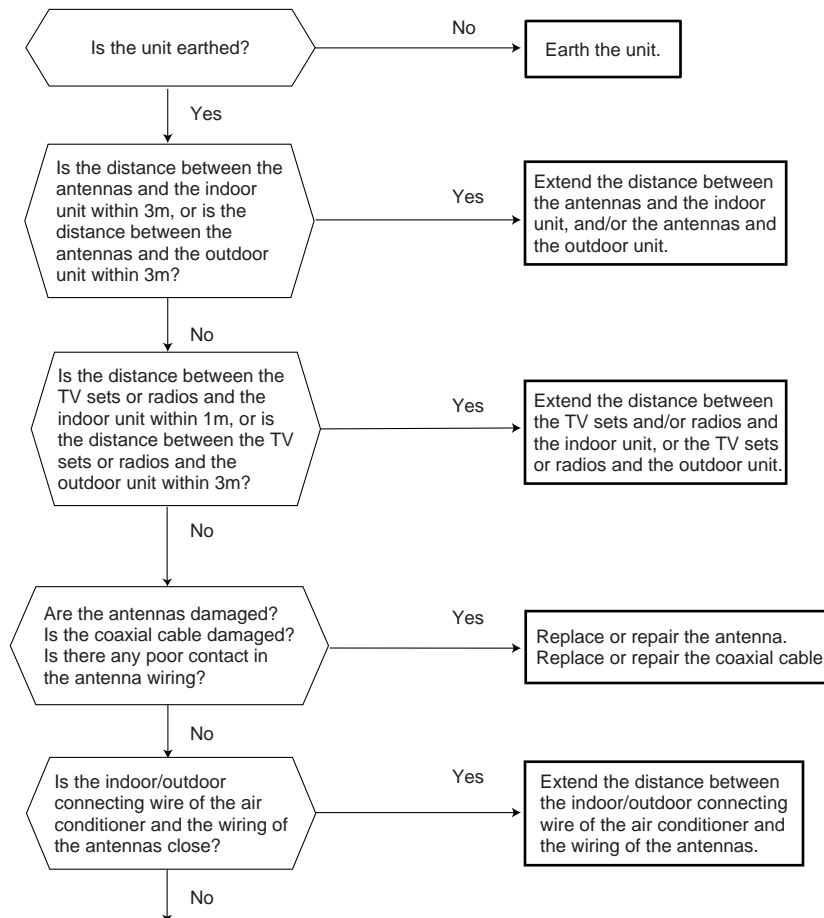 Is the unit earthed?
No
Earth the unit.
Yes
Is the distance between the
antennas and the indoor
unit within 3m, or is the
distance between the
antennas and the outdoor
unit within 3m?
Yes
Extend the distance between
the antennas and the indoor
unit, and/or the antennas and
the outdoor unit.
No
Is the distance between the
TV sets or radios and the
indoor unit within 1m, or is
the distance between the TV
sets or radios and the
outdoor unit within 3m?
Yes
Extend the distance between
the TV sets and/or radios and
the indoor unit, or the TV sets
or radios and the outdoor unit.
No
Are the antennas damaged?
Is the coaxial cable damaged?
Is there any poor contact in
the antenna wiring?
Yes
Replace or repair the antenna.
Replace or repair the coaxial cable
No
Is the indoor/outdoor
connecting wire of the air
conditioner and the wiring of
the antennas close?
Yes
Extend the distance between
the indoor/outdoor connecting
wire of the air conditioner and
the wiring of the antennas.
No